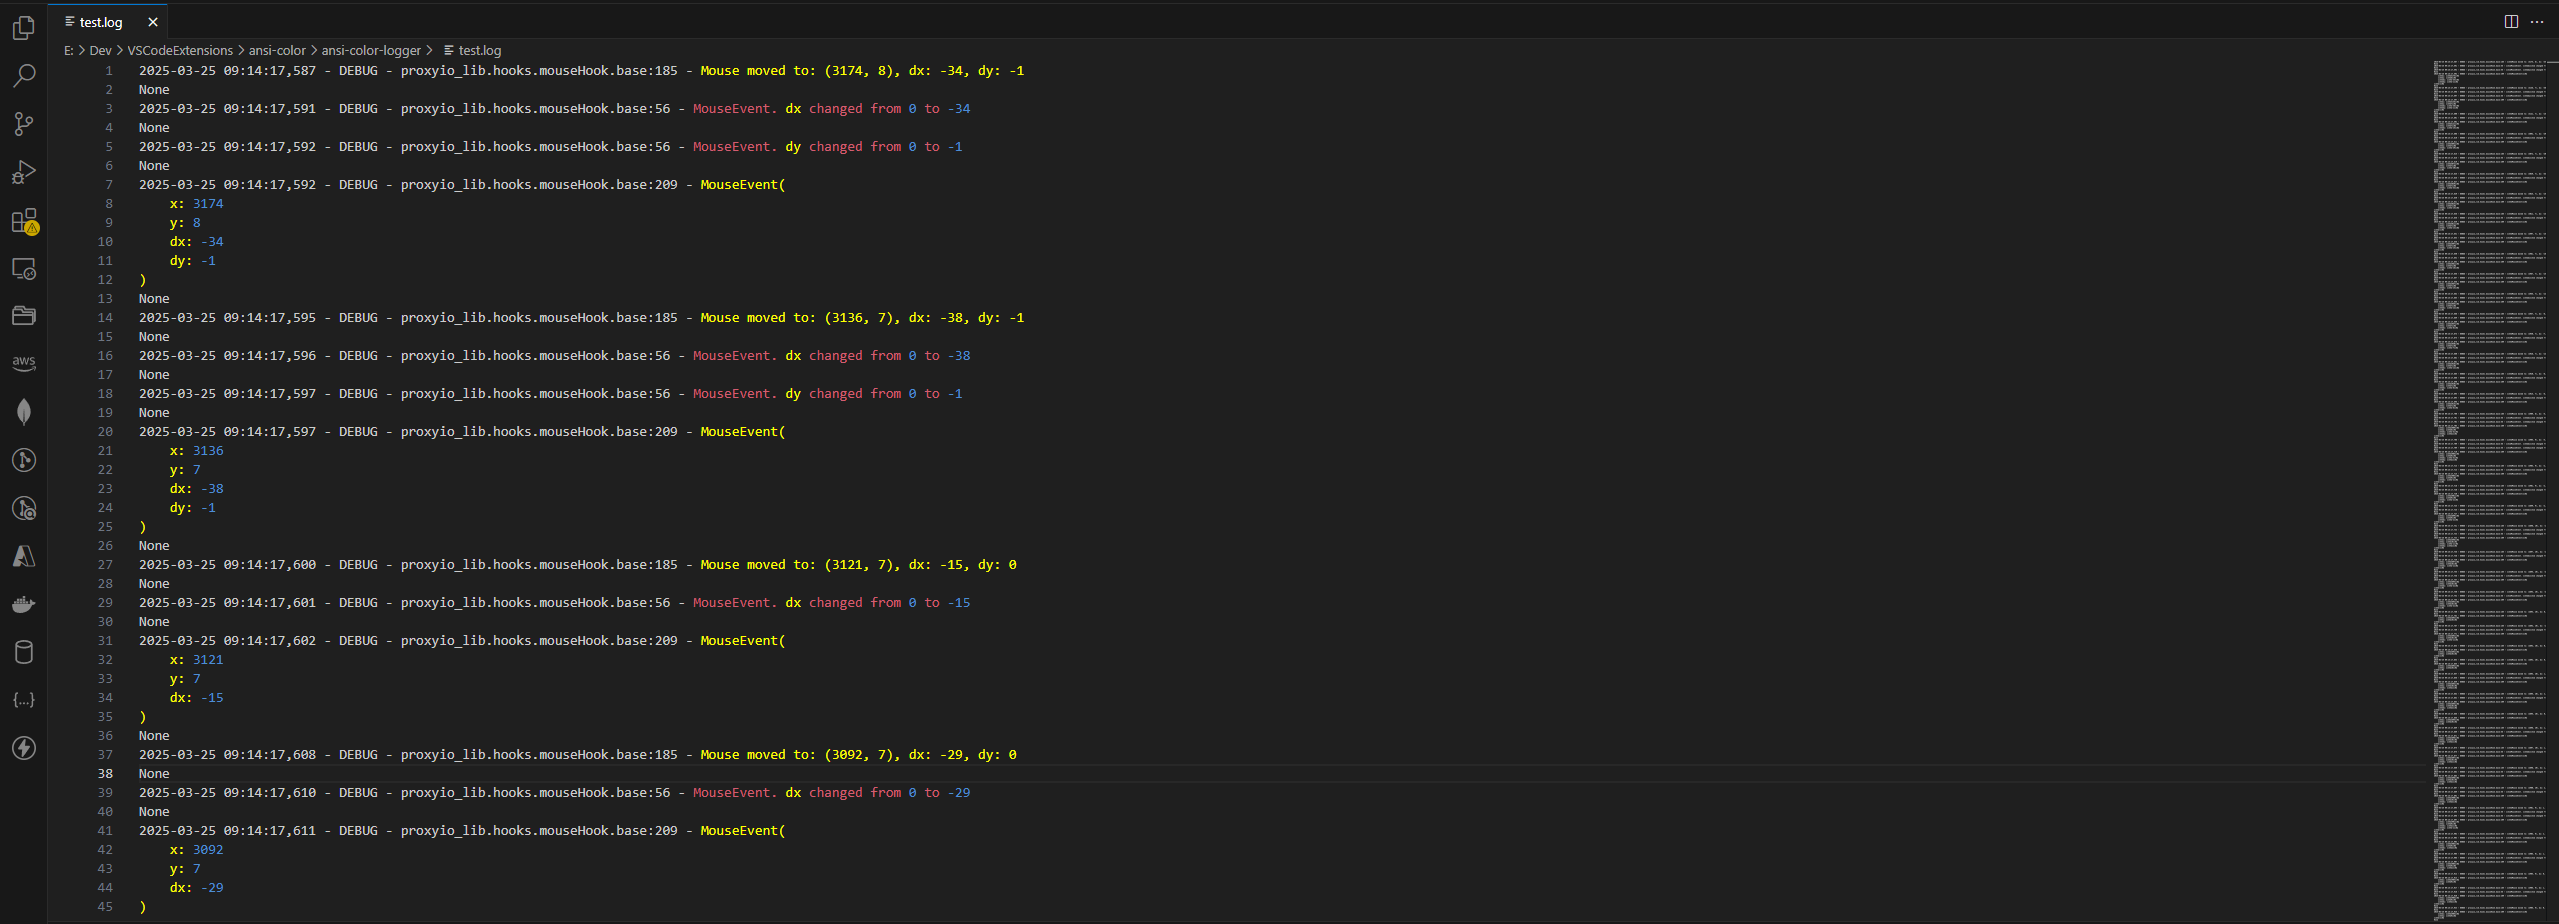 test.log
E: > Dev > VSCodeExtensions > ansi-color > ansi-color-logger > test.log
1 2025-03-25 09:14:17,587 - DEBUG - proxyio_lib.hooks.mouseHook.base:185 - Mouse moved to: (3174, 8), dx: -34, dy: -1
2 None
3 2025-03-25 09:14:17,591 - DEBUG - proxyio_lib.hooks.mouseHook.base:56 - MouseEvent. dx changed from 0 to -34
4 None
5 2025-03-25 09:14:17,592 - DEBUG - proxyio_lib.hooks.mouseHook.base:56 - MouseEvent. dy changed from 0 to -1
6 None
7 2025-03-25 09:14:17,592 - DEBUG - proxyio_lib.hooks.mouseHook.base:209 - MouseEvent(
8     x: 3174
9     y: 8
10     dx: -34
11     dy: -1
12 )
13 None
14 2025-03-25 09:14:17,595 - DEBUG - proxyio_lib.hooks.mouseHook.base:185 - Mouse moved to: (3136, 7), dx: -38, dy: -1
15 None
16 2025-03-25 09:14:17,596 - DEBUG - proxyio_lib.hooks.mouseHook.base:56 - MouseEvent. dx changed from 0 to -38
17 None
18 2025-03-25 09:14:17,597 - DEBUG - proxyio_lib.hooks.mouseHook.base:56 - MouseEvent. dy changed from 0 to -1
19 None
20 2025-03-25 09:14:17,597 - DEBUG - proxyio_lib.hooks.mouseHook.base:209 - MouseEvent(
21     x: 3136
22     y: 7
23     dx: -38
24     dy: -1
25 )
26 None
27 2025-03-25 09:14:17,600 - DEBUG - proxyio_lib.hooks.mouseHook.base:185 - Mouse moved to: (3121, 7), dx: -15, dy: 0
28 None
29 2025-03-25 09:14:17,601 - DEBUG - proxyio_lib.hooks.mouseHook.base:56 - MouseEvent. dx changed from 0 to -15
30 None
31 2025-03-25 09:14:17,602 - DEBUG - proxyio_lib.hooks.mouseHook.base:209 - MouseEvent(
32     x: 3121
33     y: 7
34     dx: -15
35 )
36 None
37 2025-03-25 09:14:17,608 - DEBUG - proxyio_lib.hooks.mouseHook.base:185 - Mouse moved to: (3092, 7), dx: -29, dy: 0
38 None
39 2025-03-25 09:14:17,610 - DEBUG - proxyio_lib.hooks.mouseHook.base:56 - MouseEvent. dx changed from 0 to -29
40 None
41 2025-03-25 09:14:17,611 - DEBUG - proxyio_lib.hooks.mouseHook.base:209 - MouseEvent(
42     x: 3092
43     y: 7
44     dx: -29
45 )
aws